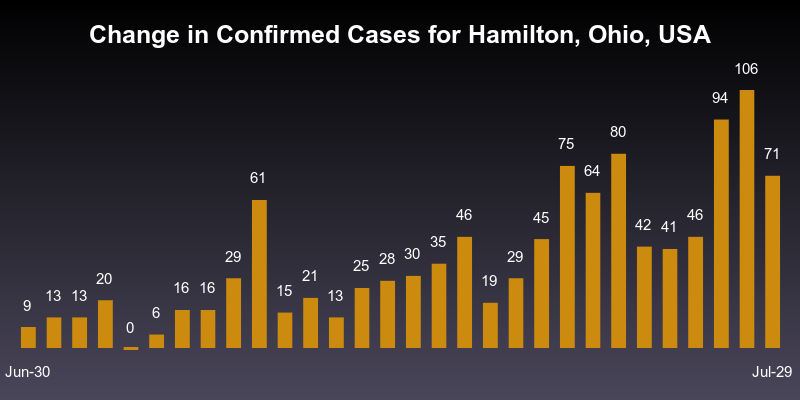 Change in Confirmed Cases for Hamilton, Ohio, USA
9 13 13 20 0 6 16 16 29 61 15 21 13 25 28 30 35 46 19 29 45 75 64 80 42 41 46 94 106 71
Jun-30 Jul-29